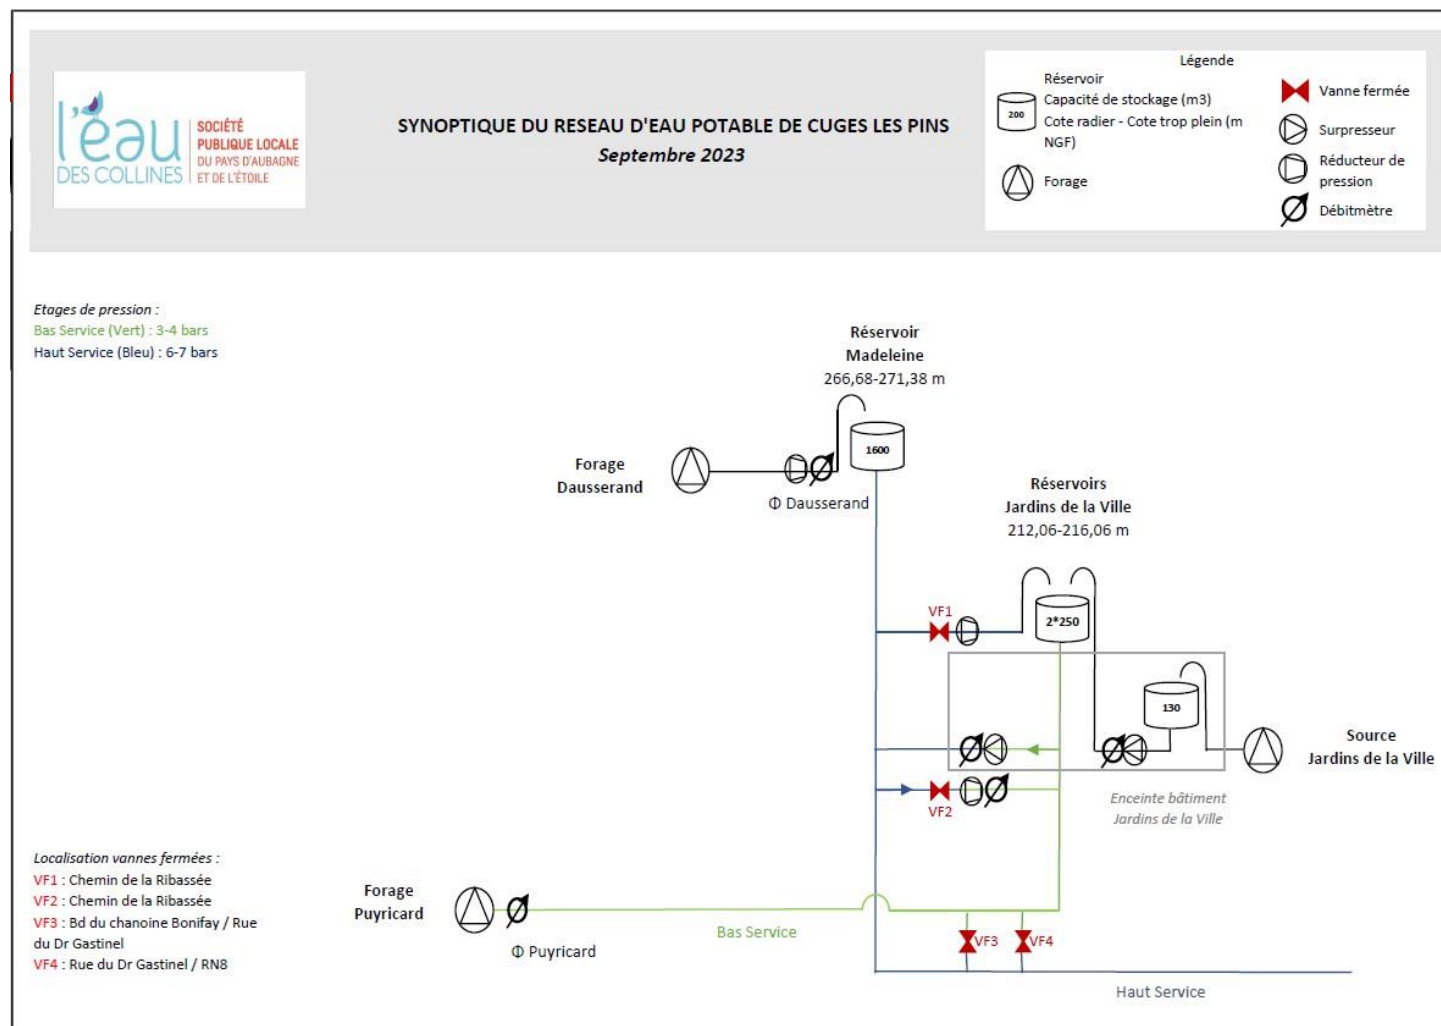 l'eau
DES COLLINES
SOCIÉTÉ
PUBLIQUE LOCALE
DU PAYS D'AUBAGNE
ET DE L'ÉTOILE
SYNOPTIQUE DU RESEAU D'EAU POTABLE DE CUGES LES PINS
Septembre 2023
Légende
200
Réservoir
Capacité de stockage (m3)
Cote radier - Cote trop plein (m
NGF)
Forage
Vanne fermée
Surpresseur
Réducteur de
pression
Débitmètre
Etages de pression :
Bas Service (Vert) : 3-4 bars
Haut Service (Bleu) : 6-7 bars
Réservoir
Madeleine
266,68-271,38 m
1600
Forage
Dausserand
Φ Dausserand
Réservoirs
Jardins de la Ville
212,06-216,06 m
VF1
2*250
130
Source
Jardins de la Ville
VF2
Enceinte bâtiment
Jardins de la Ville
Localisation vannes fermées :
VF1 : Chemin de la Ribassée
VF2 : Chemin de la Ribassée
VF3 : Bd du chanoine Bonifay / Rue
du Dr Gastinel
VF4 : Rue du Dr Gastinel / RN8
Forage
Puyricard
Φ Puyricard
Bas Service
VF3
VF4
Haut Service